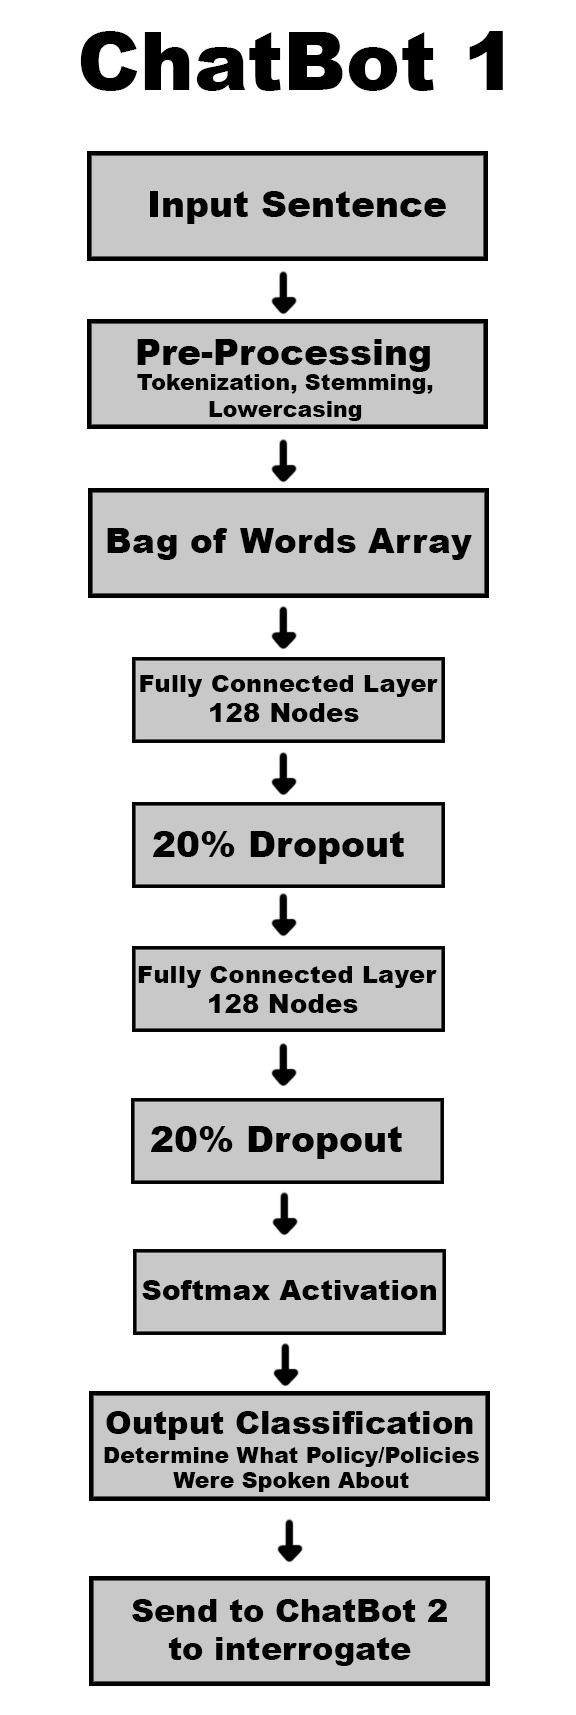 ChatBot 1
Input Sentence
Pre-Processing
Tokenization, Stemming,
Lowercasing
Bag of Words Array
Fully Connected Layer
128 Nodes
20% Dropout
Fully Connected Layer
128 Nodes
20% Dropout
Softmax Activation
Output Classification
Determine What Policy/Policies
Were Spoken About
Send to ChatBot 2
to interrogate